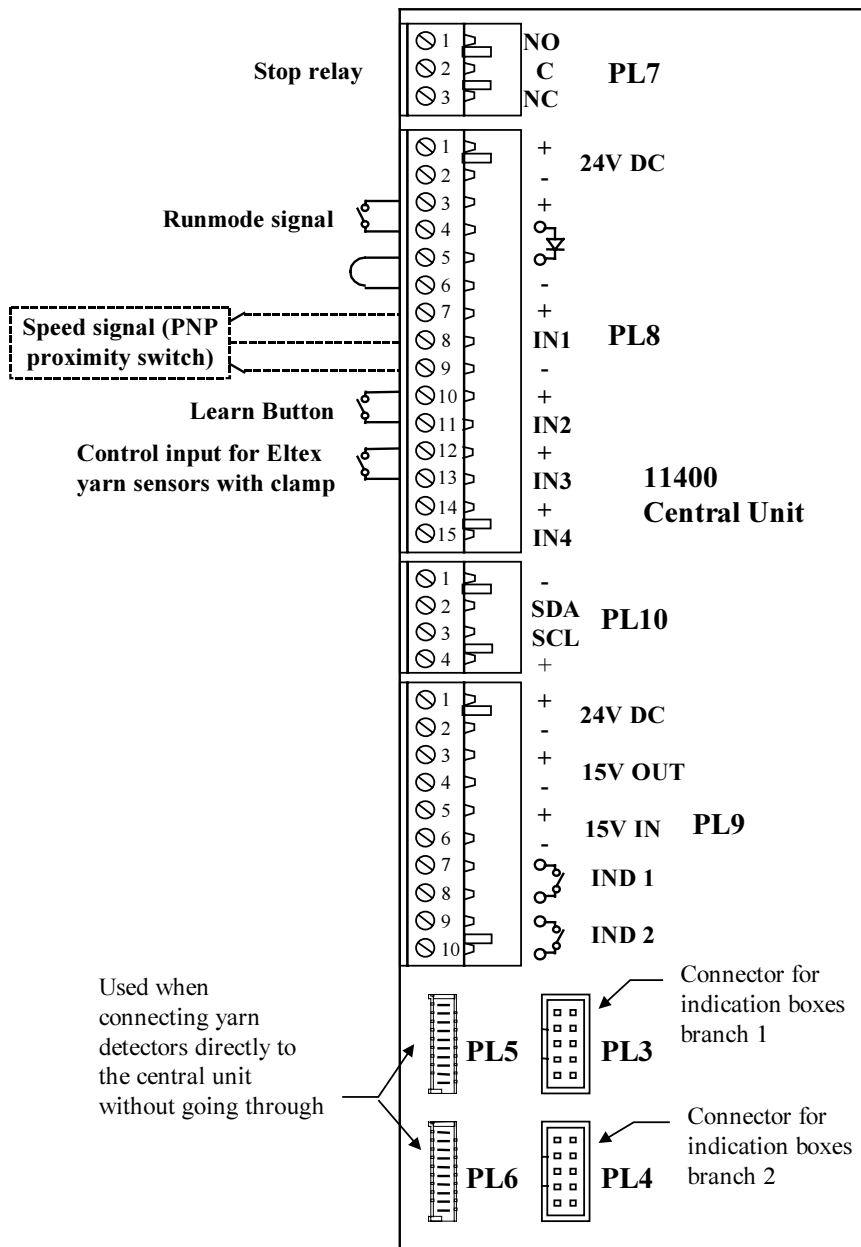 1 NO
Stop relay 2 C PL7
3 NC
1 +
24V DC
2 -
3 +
Runmode signal
4
5
6 -
7 +
Speed signal (PNP
proximity switch)
8 IN1 PL8
9 -
10 +
Learn Button
11 IN2
12 +
Control input for Eltex
yarn sensors with clamp
13 IN3
11400
Central Unit
14 +
15 IN4
1 -
2 SDA
PL10
3 SCL
4 +
1 +
24V DC
2 -
3 +
15V OUT
4 -
5 +
15V IN PL9
6 -
7
IND 1
8
9
IND 2
10
Used when
connecting yarn
detectors directly to
the central unit
without going through
Connector for
indication boxes
branch 1
PL5 PL3
Connector for
indication boxes
branch 2
PL6 PL4